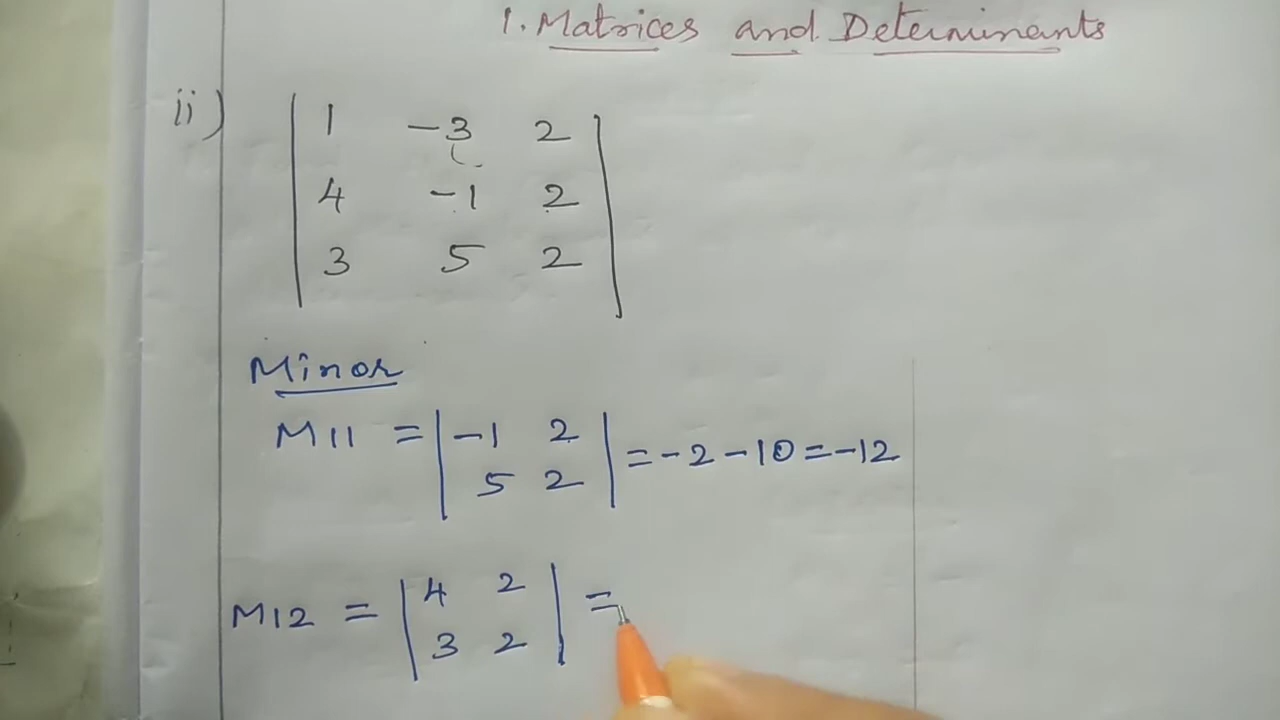 1. Matrices and Determinants
ii) | 1 -3 2 |
| 4 -1 2 |
| 3 5 2 |
Minor
M11 = | -1 2 | = -2 - 10 = -12
| 5 2 |
M12 = | 4 2 | =
| 3 2 |